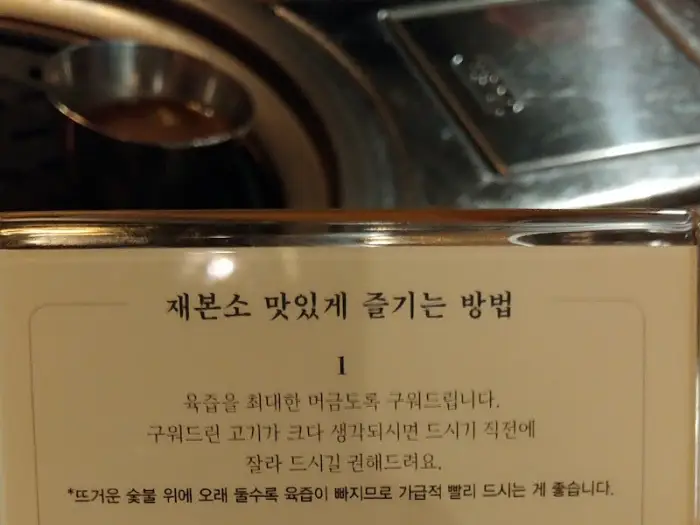 재본소 맛있게 즐기는 방법
1
육즙을 최대한 머금도록 구워드립니다.
구워드린 고기가 크다 생각되시면 드시기 직전에
잘라 드시길 권해드려요.
*뜨거운 숯불 위에 오래 둘수록 육즙이 빠지므로 가급적 빨리 드시는 게 좋습니다.